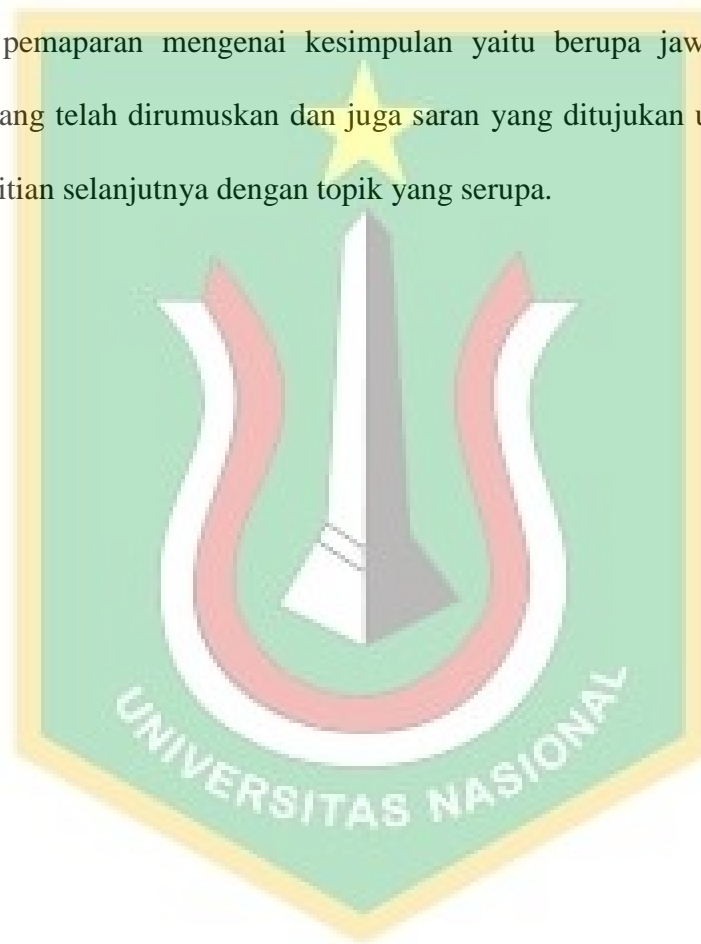 pemaparan mengenai kesimpulan yaitu berupa jaw
ang telah dirumuskan dan juga saran yang ditujukan u
itian selanjutnya dengan topik yang serupa.
UNIVERSITAS NASIONAL